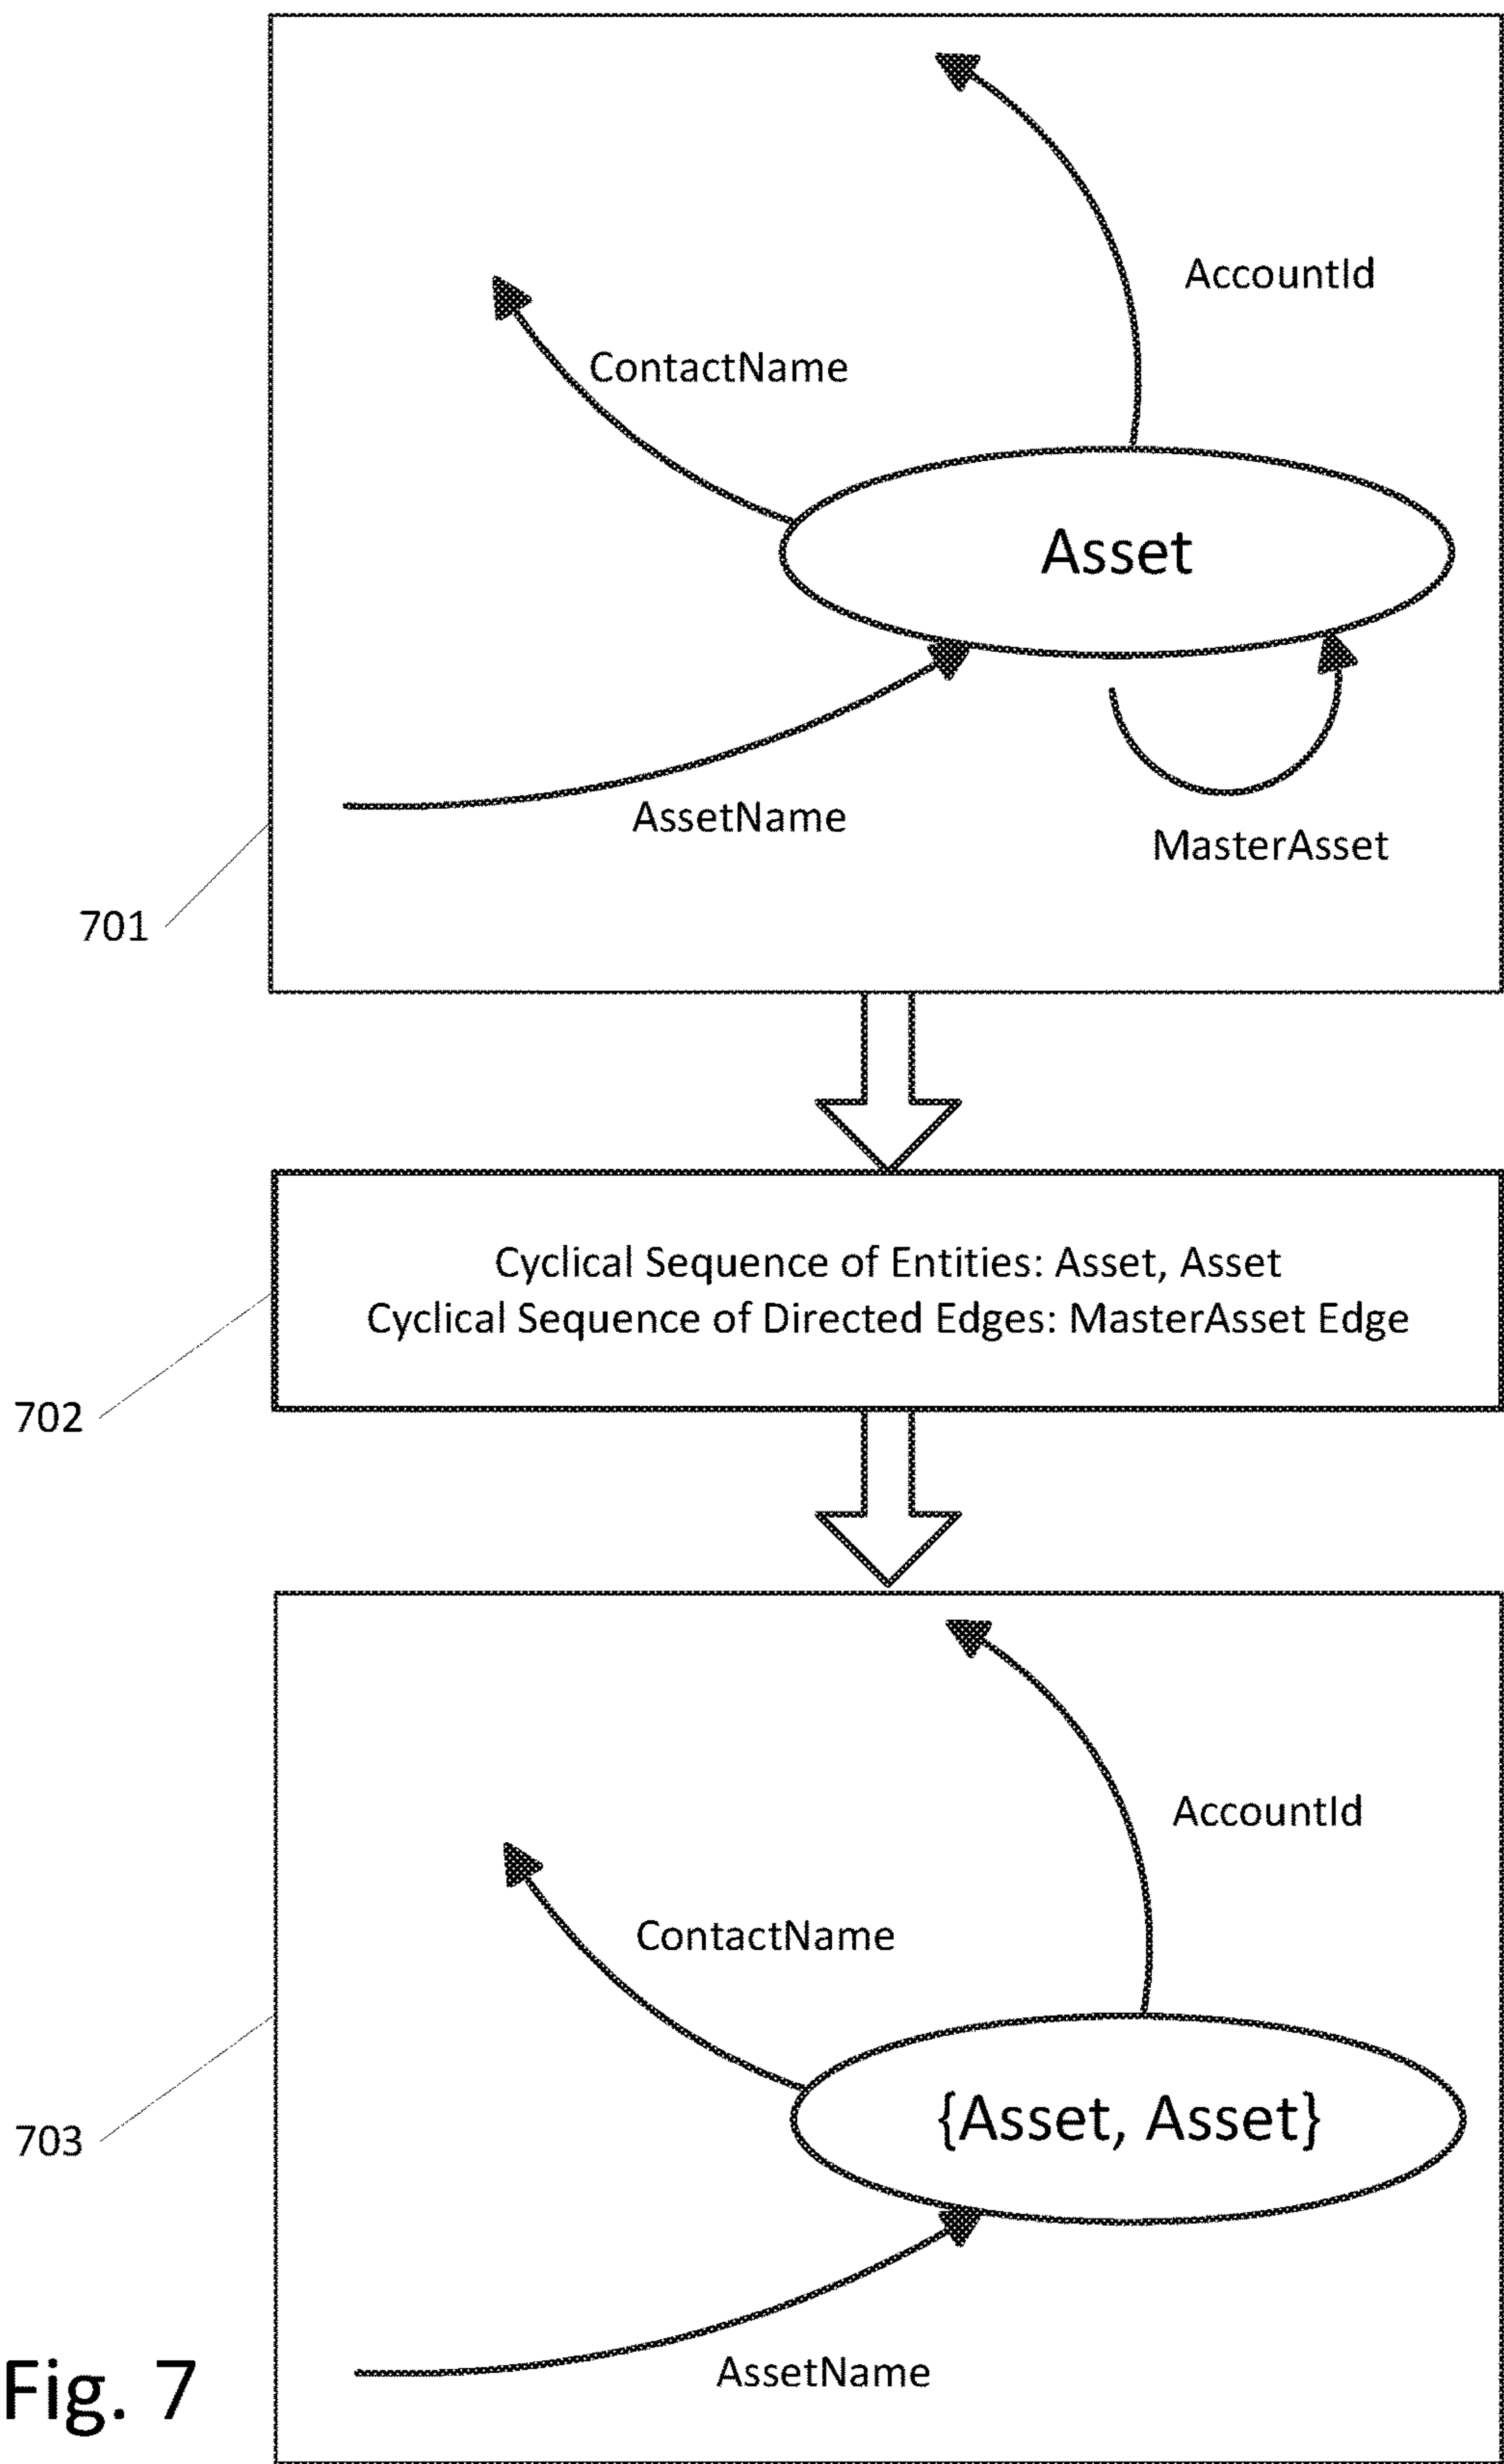 AccountId
ContactName
Asset
AssetName
MasterAsset
701
Cyclical Sequence of Entities: Asset, Asset
Cyclical Sequence of Directed Edges: MasterAsset Edge
702
AccountId
ContactName
{Asset, Asset}
703
AssetName
Fig. 7